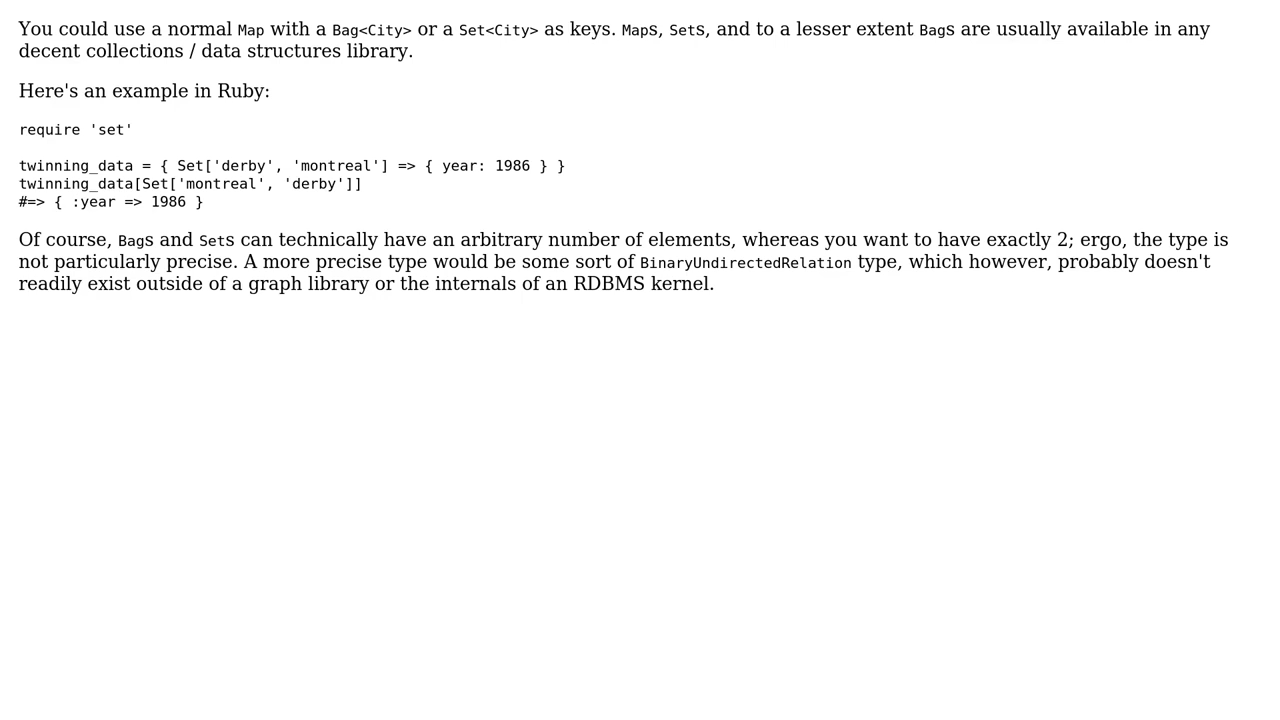 You could use a normal Map with a Bag<City> or a Set<City> as keys. Maps, Sets, and to a lesser extent Bags are usually available in any
decent collections / data structures library.
Here's an example in Ruby:
require 'set'
twinning_data = { Set['derby', 'montreal'] => { year: 1986 } }
twinning_data[Set['montreal', 'derby']]
#=> { :year => 1986 }
Of course, Bags and Sets can technically have an arbitrary number of elements, whereas you want to have exactly 2; ergo, the type is
not particularly precise. A more precise type would be some sort of BinaryUndirectedRelation type, which however, probably doesn't
readily exist outside of a graph library or the internals of an RDBMS kernel.